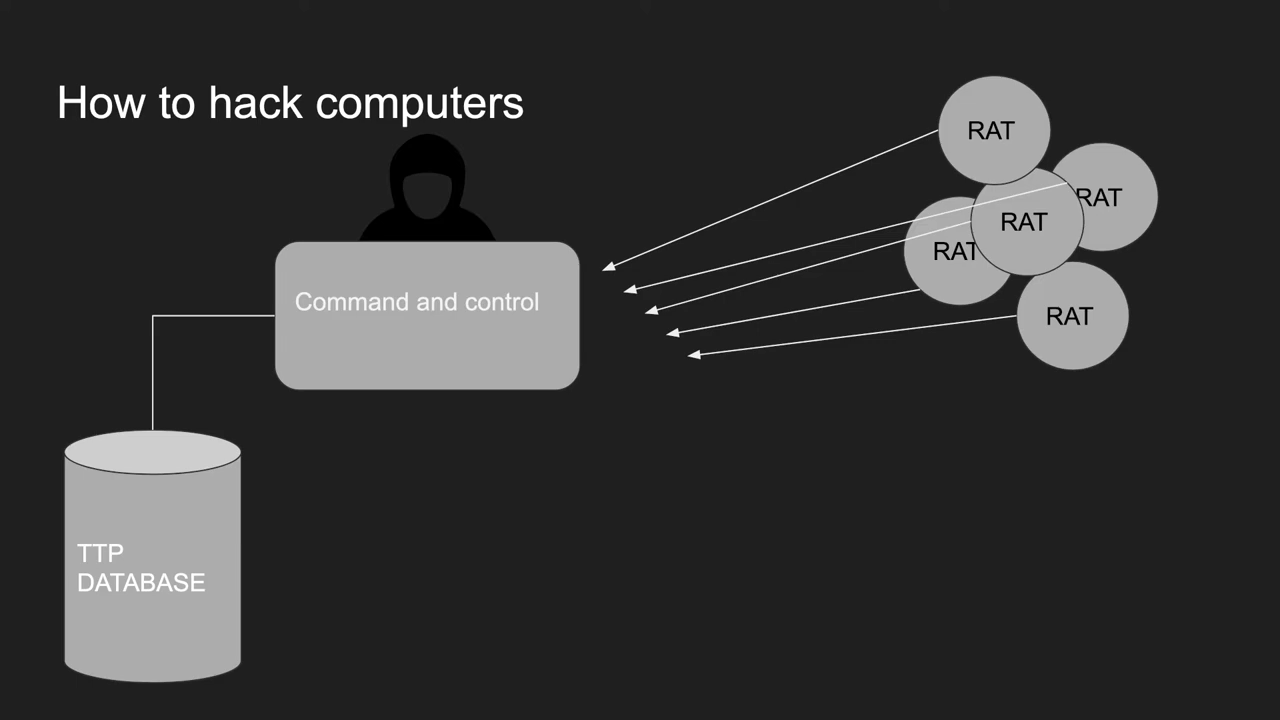 How to hack computers
RAT
RAT
RAT
RAT
RAT
Command and control
TTP
DATABASE